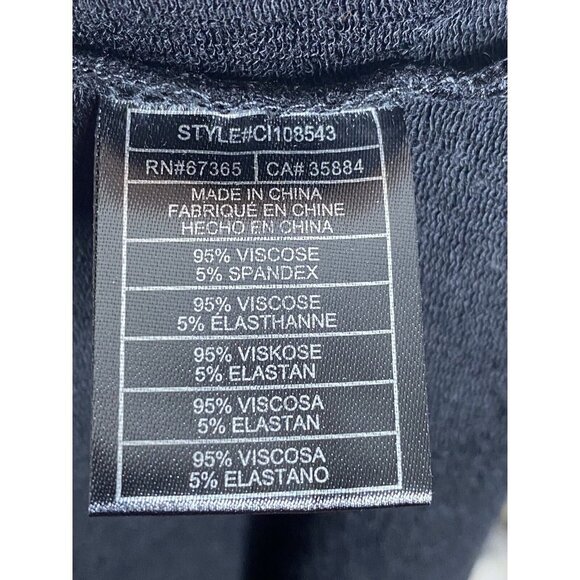 STYLE#CI108543
RN#67365 CA# 35884
MADE IN CHINA
FABRIQUÉ EN CHINE
HECHO EN CHINA
95% VISCOSE
5% SPANDEX
95% VISCOSE
5% ÉLASTHANNE
95% VISKOSE
5% ELASTAN
95% VISCOSA
5% ELASTAN
95% VISCOSA
5% ELASTANO